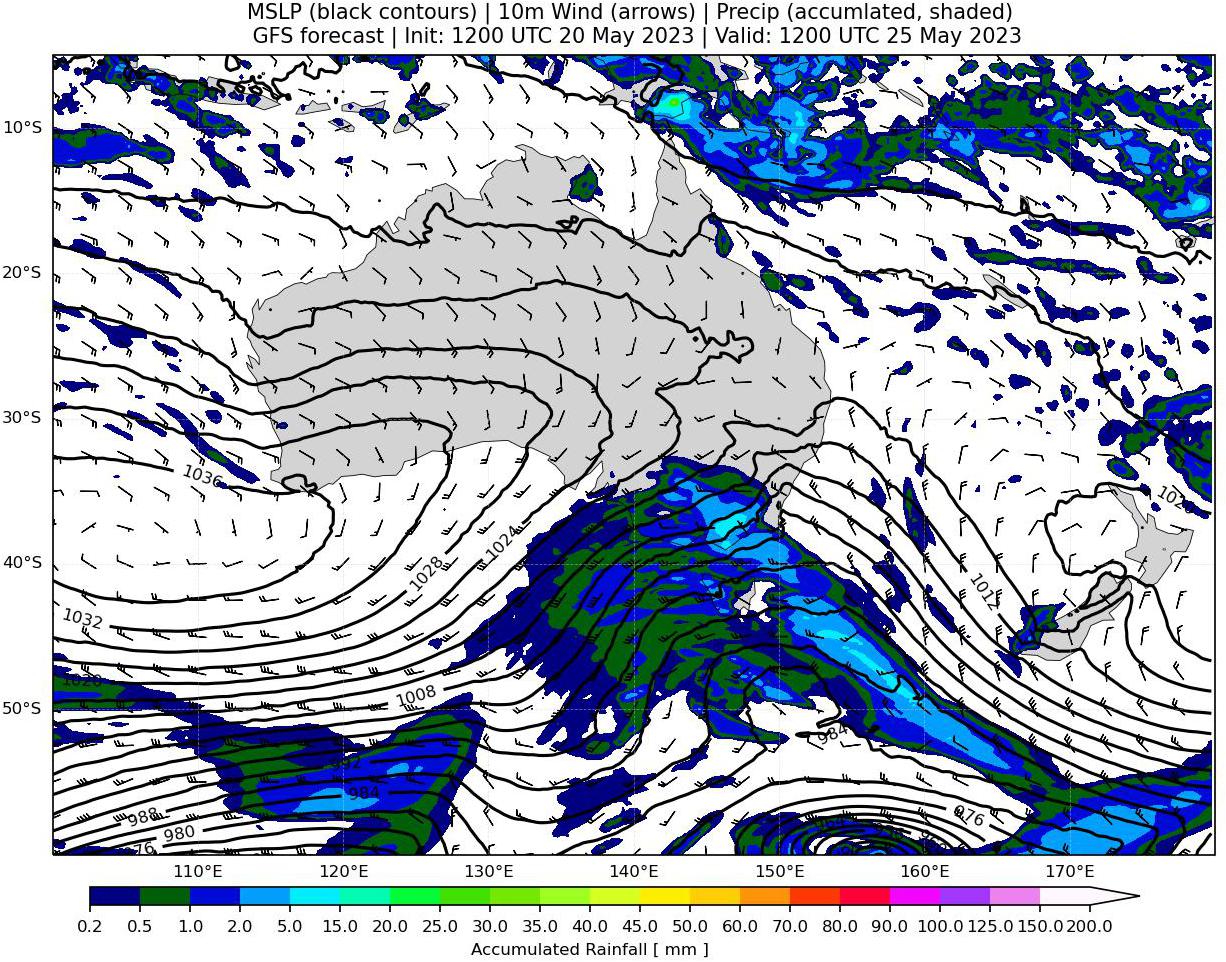 MSLP (black contours) | 10m Wind (arrows) | Precip (accumlated, shaded)
GFS forecast | Init: 1200 UTC 20 May 2023 | Valid: 1200 UTC 25 May 2023
10°S
20°S
30°S
1036
1024
40°S
1028
1012
1032
1020
1008
50°S
984
992
984
988
976
980
110°E 120°E 130°E 140°E 150°E 160°E 170°E
0.2 0.5 1.0 2.0 5.0 10.0 15.0 20.0 25.0 30.0 35.0 40.0 45.0 50.0 60.0 70.0 80.0 90.0 100.0 125.0 150.0 200.0
Accumulated Rainfall [ mm ]